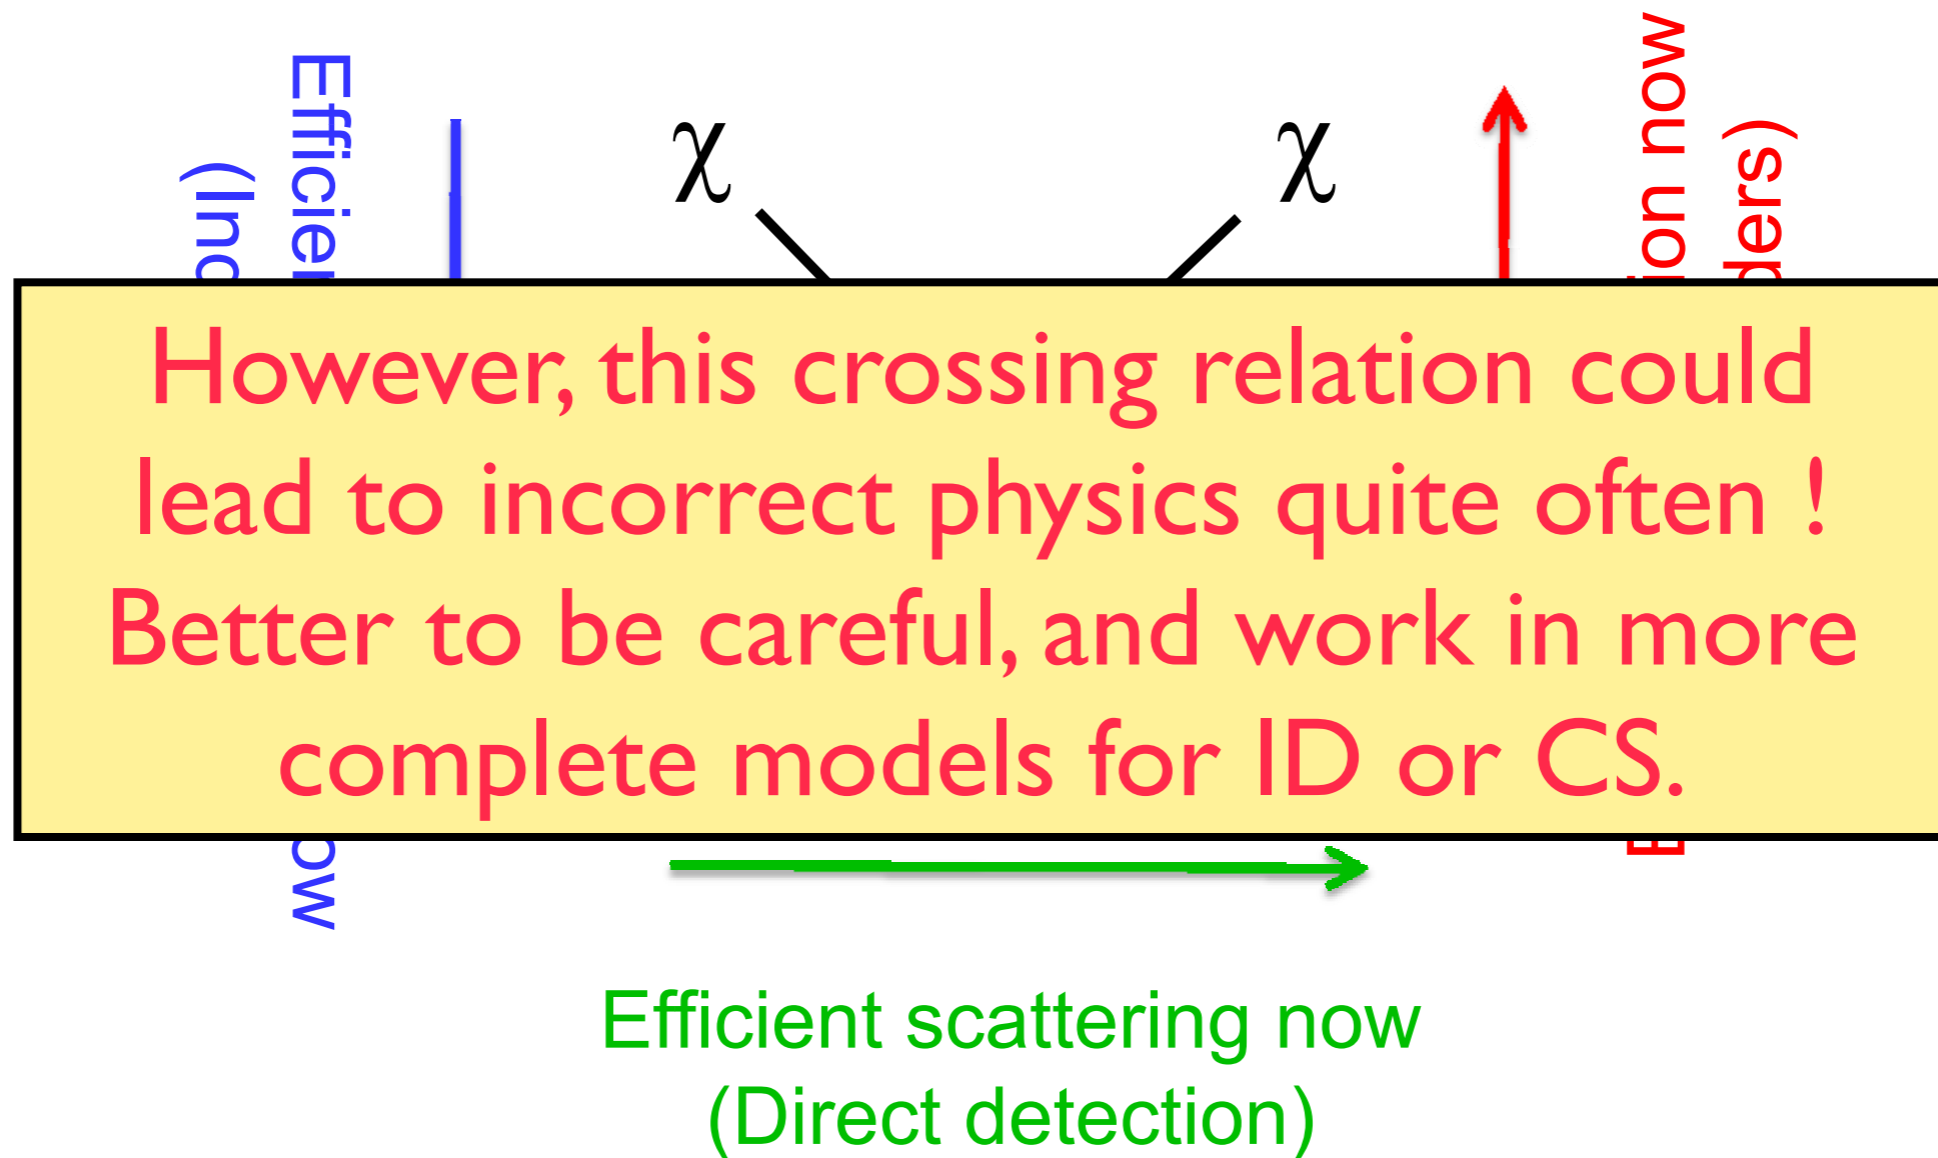 χ
χ
However, this crossing relation could
lead to incorrect physics quite often !
Better to be careful, and work in more
complete models for ID or CS.
Efficient scattering now
(Direct detection)
now